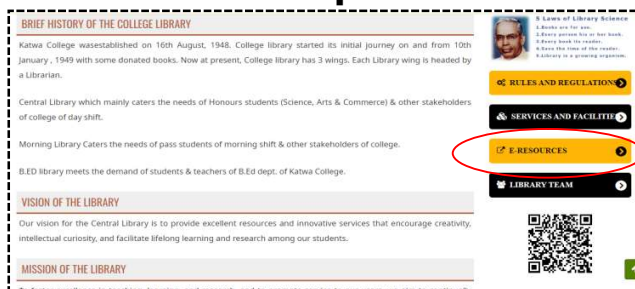 BRIEF HISTORY OF THE COLLEGE LIBRARY
Katwa College wasestablished on 16th August, 1948. College library started its initial journey on and from 10th
January , 1949 with some donated books. Now at present, College library has 3 wings. Each Library wing is headed by
a Librarian.
Central Library which mainly caters the needs of Honours students (Science, Arts & Commerce) & other stakeholders
of college of day shift.
Morning Library Caters the needs of pass students of morning shift & other stakeholders of college.
B.ED library meets the demand of students & teachers of B.Ed dept. of Katwa College.
VISION OF THE LIBRARY
Our vision for the Central Library is to provide excellent resources and innovative services that encourage creativity,
intellectual curiosity, and facilitate lifelong learning and research among our students.
MISSION OF THE LIBRARY
5 Laws of Library Science
1.Books are for use.
2.Every person his or her book.
3.Every book its reader.
4.Save the time of the reader.
5.Library is a growing organism.
RULES AND REGULATIONS
SERVICES AND FACILITIE
E-RESOURCES
LIBRARY TEAM